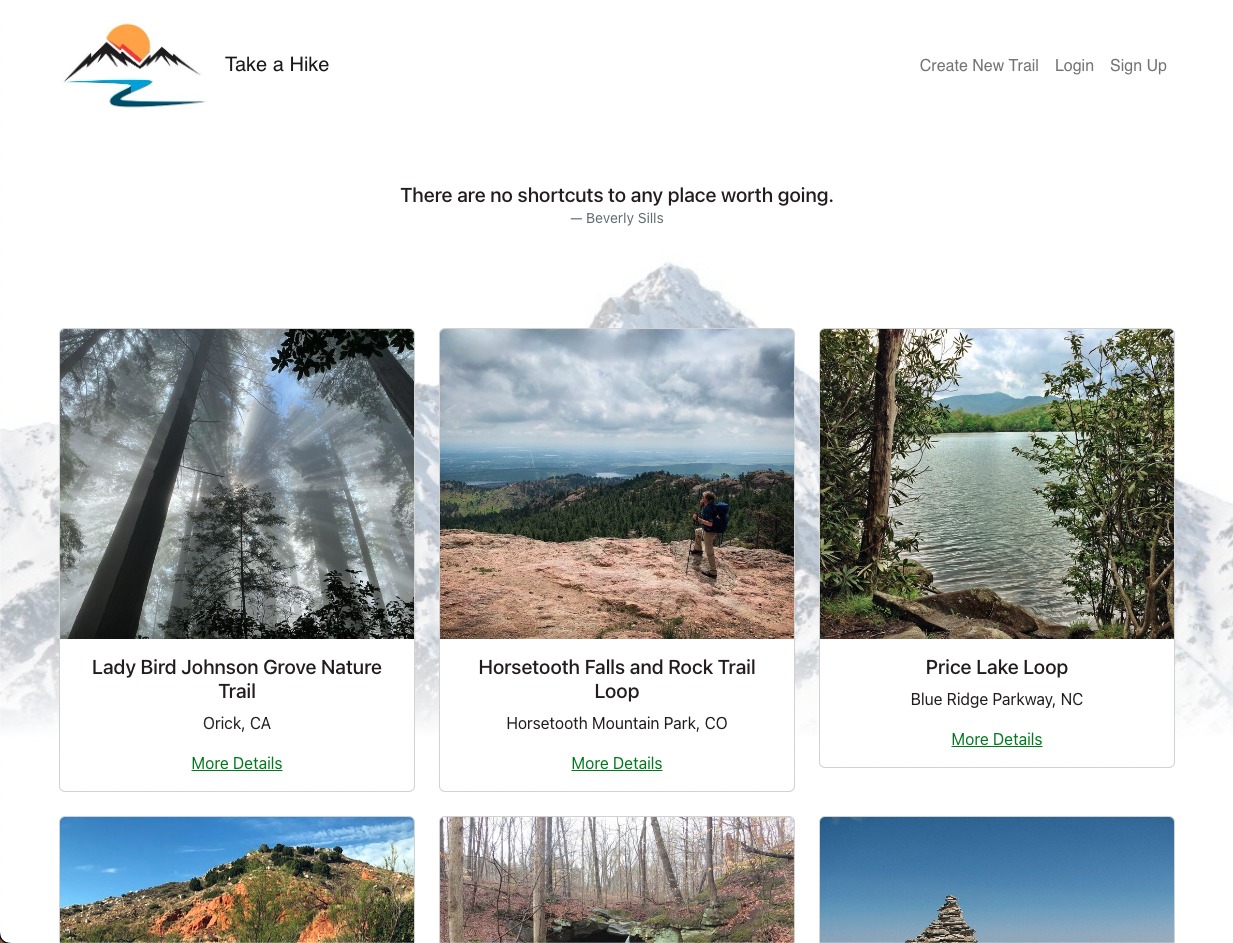 Take a Hike
Create New Trail
Login
Sign Up
There are no shortcuts to any place worth going.
— Beverly Sills
Lady Bird Johnson Grove Nature
Trail
Orick, CA
More Details
Horsetooth Falls and Rock Trail
Loop
Horsetooth Mountain Park, CO
More Details
Price Lake Loop
Blue Ridge Parkway, NC
More Details